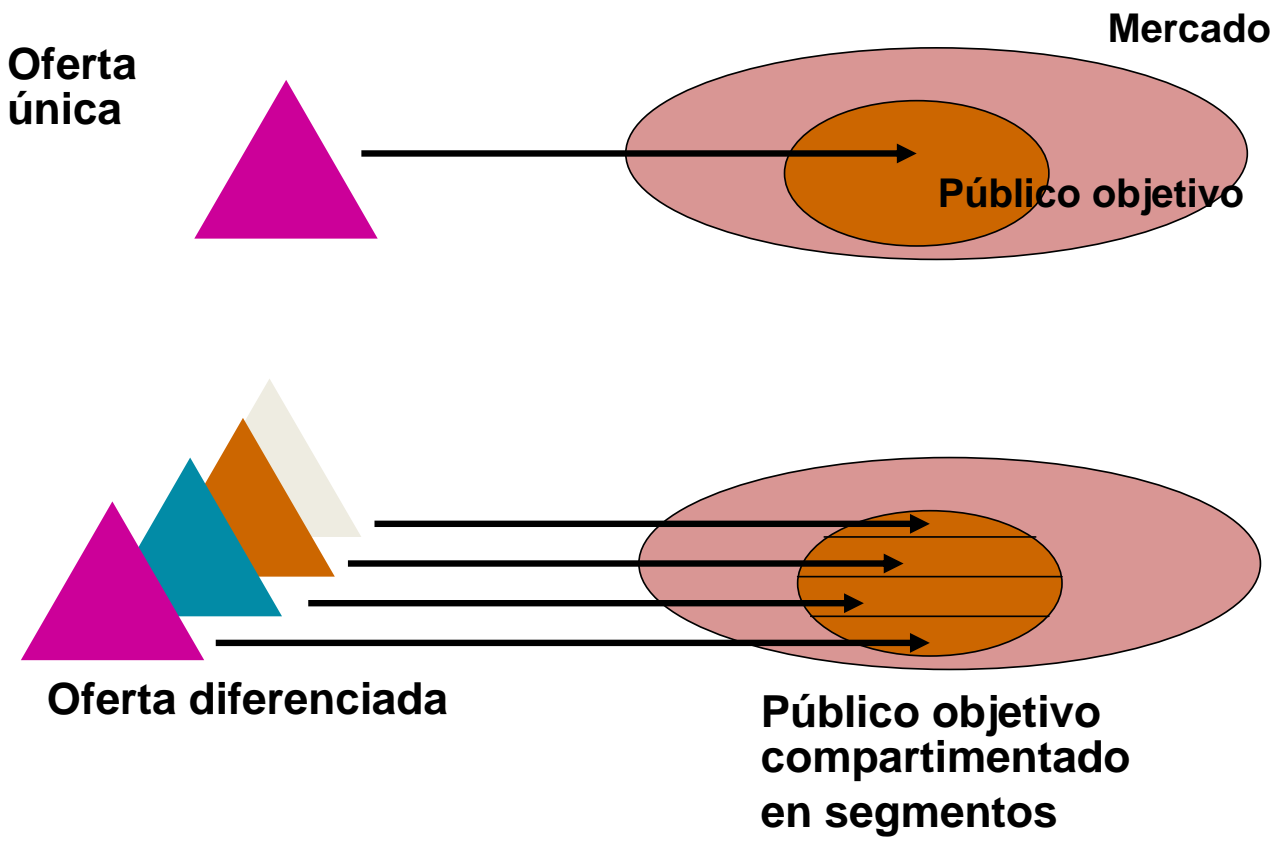 Mercado
Oferta
única
Público objetivo
Oferta diferenciada
Público objetivo
compartimentado
en segmentos